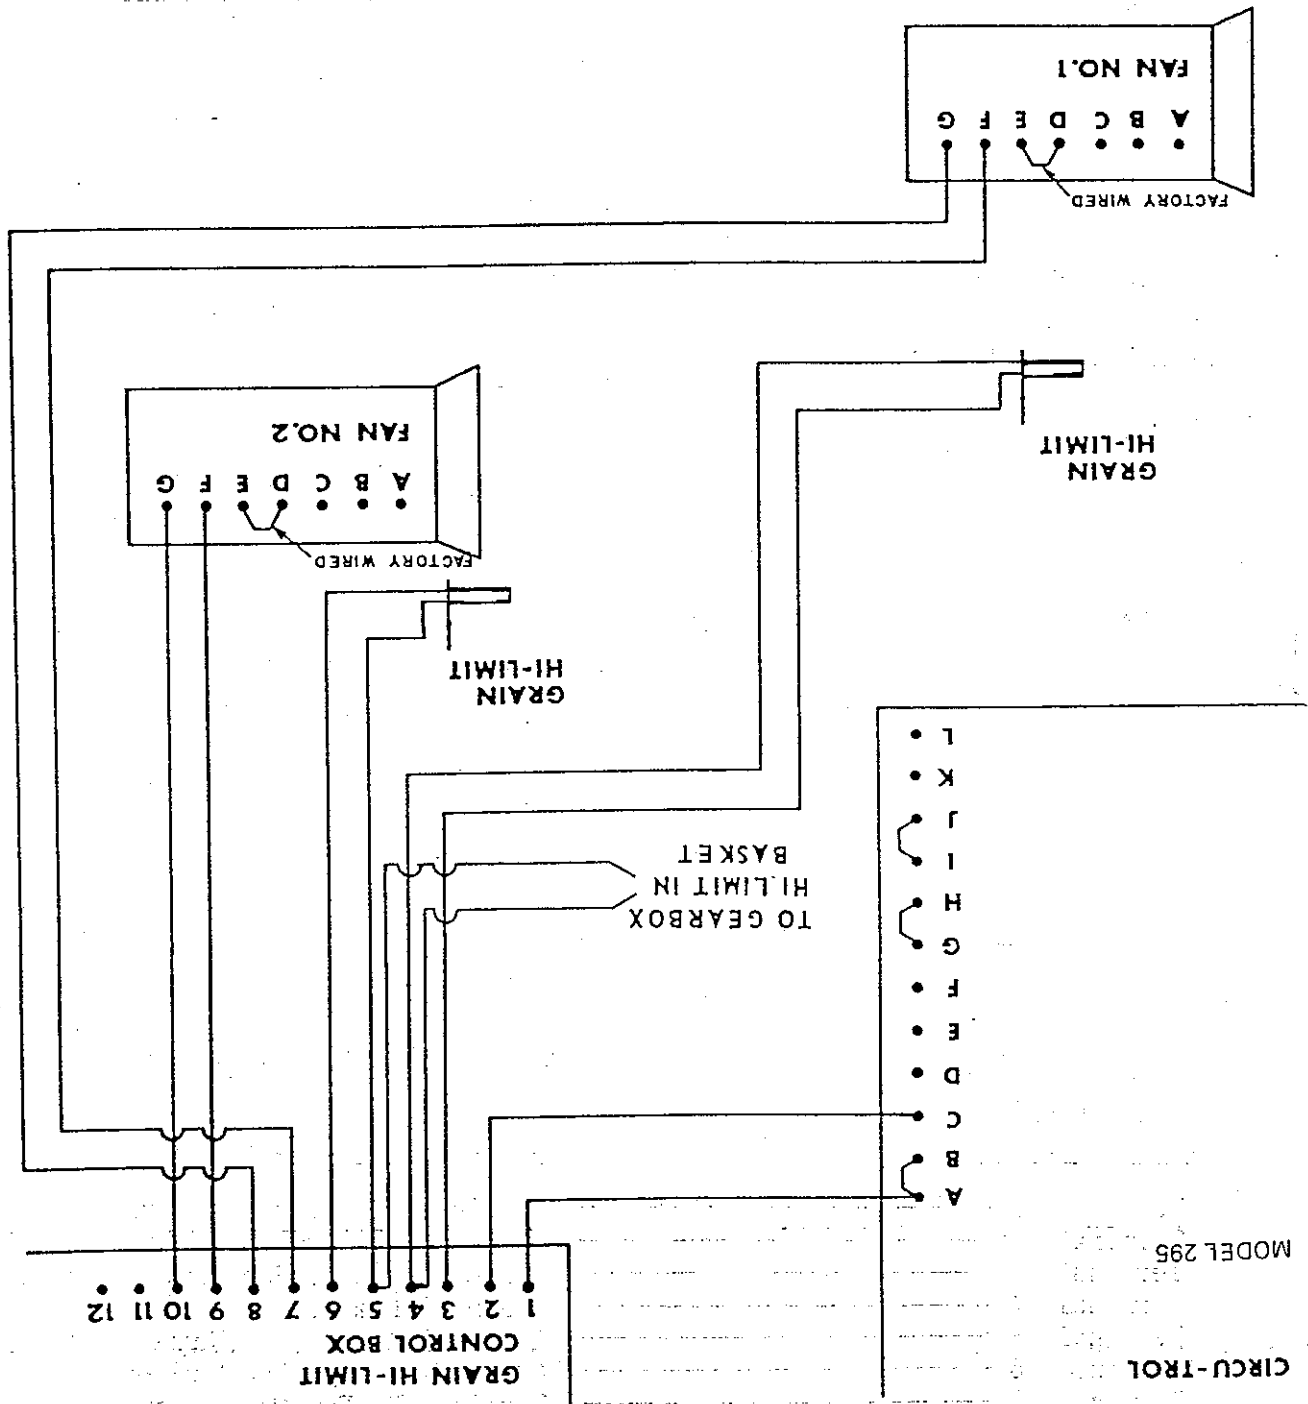 CIRCU-TROL
MODEL 295
A
B
C
D
E
F
G
H
I
J
K
L
GRAIN HI-LIMIT
CONTROL BOX
1 2 3 4 5 6 7 8 9 10 11 12
TO GEARBOX
HI.LIMIT IN
BASKET
GRAIN
HI-LIMIT
FACTORY WIRED
A B C D E F G
FAN NO.2
GRAIN
HI-LIMIT
FACTORY WIRED
A B C D E F G
FAN NO.1